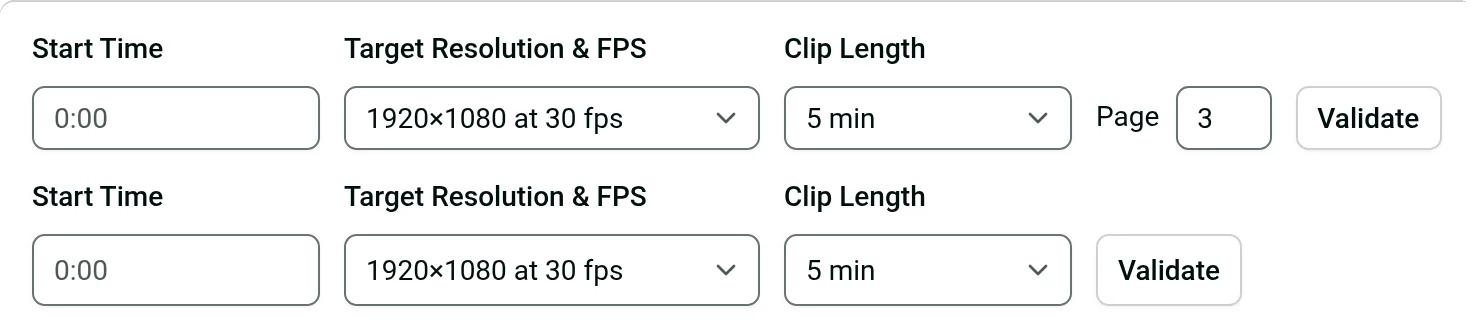 Start Time Target Resolution & FPS Clip Length
0:00 1920×1080 at 30 fps 5 min Page 3 Validate
Start Time Target Resolution & FPS Clip Length
0:00 1920×1080 at 30 fps 5 min Validate